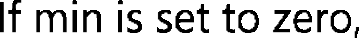 If min is set to zero,